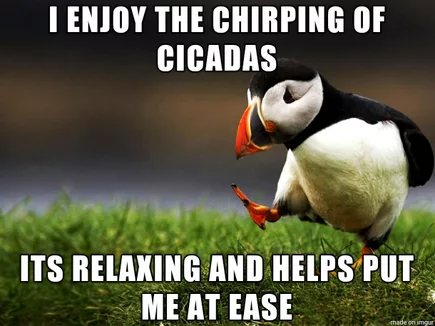 I ENJOY THE CHIRPING OF
CICADAS
ITS RELAXING AND HELPS PUT
ME AT EASE
made on imgur